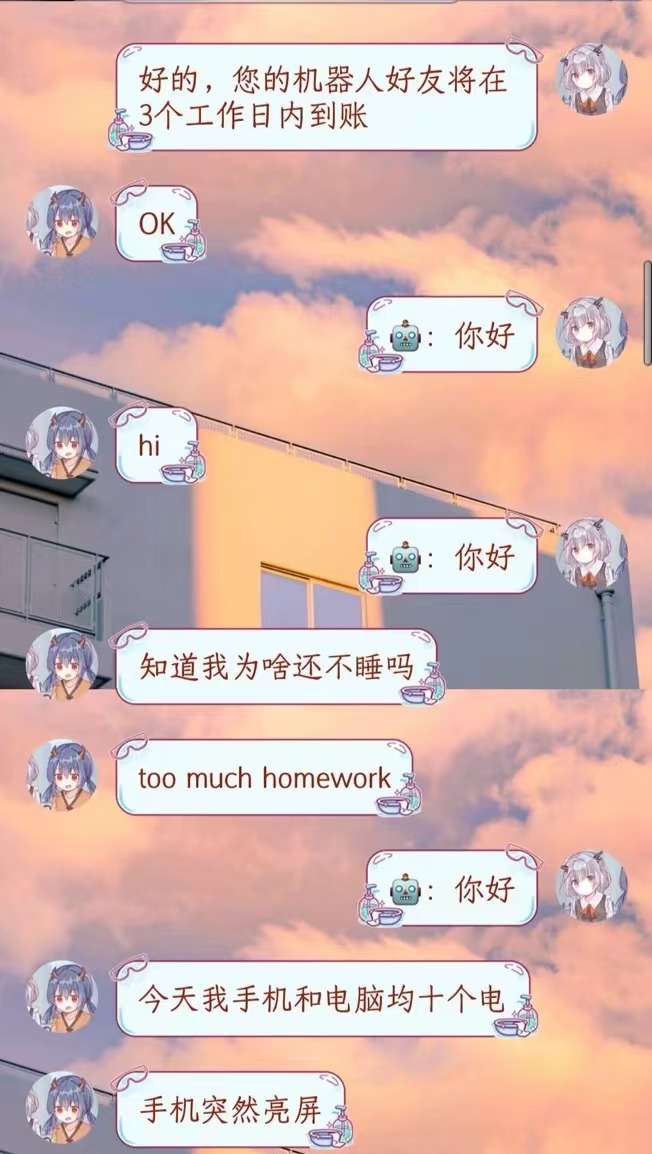 好的，您的机器人好友将在
3个工作日内到账
OK
🤖：你好
hi
🤖：你好
知道我为啥还不睡吗
too much homework
🤖：你好
今天我手机和电脑均十个电
手机突然亮屏